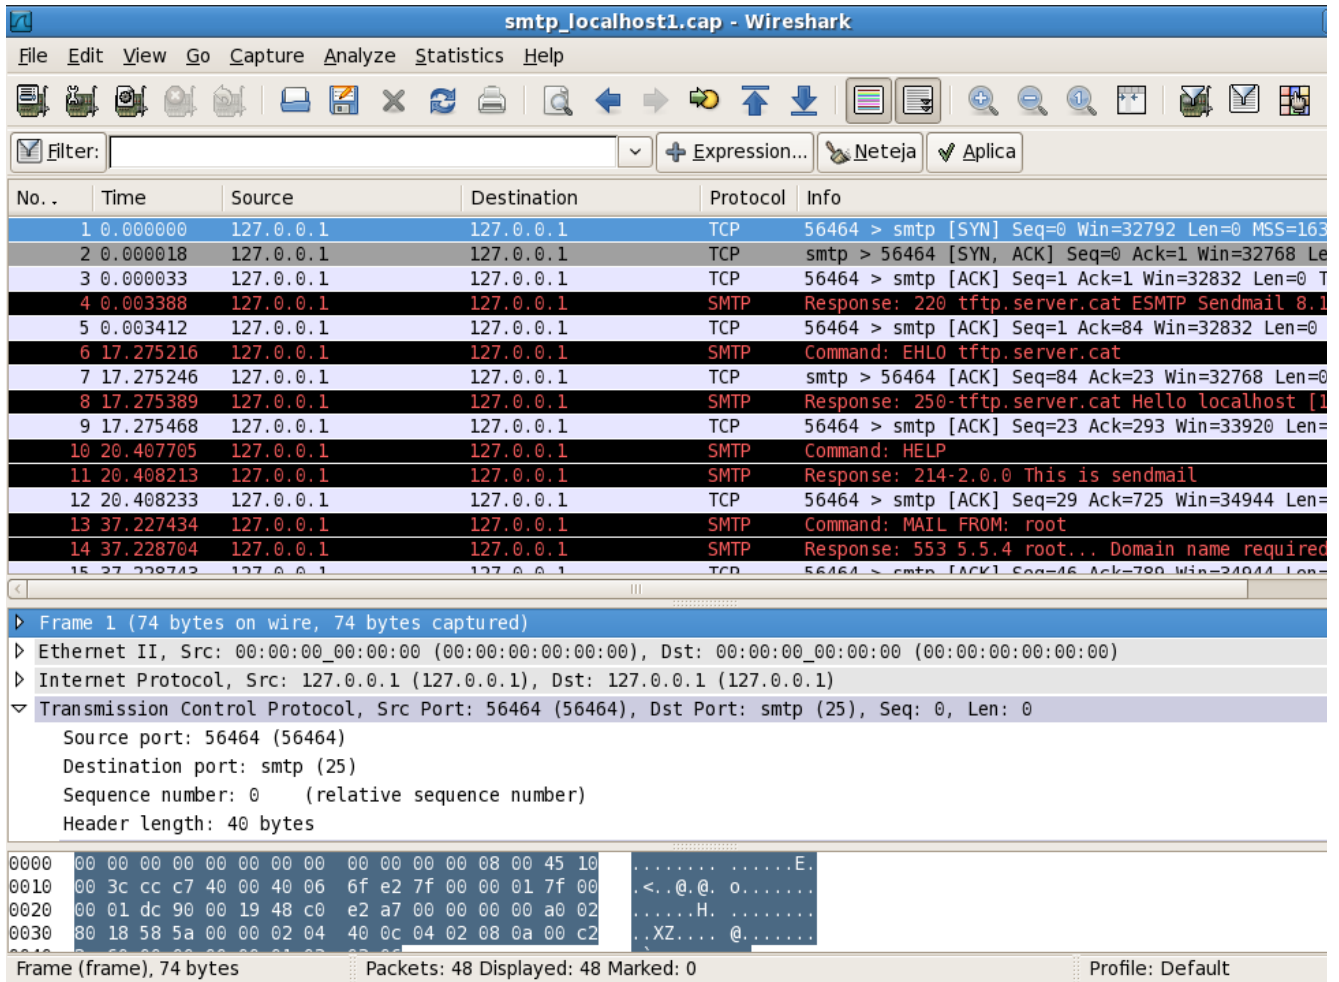 smtp_localhost1.cap - Wireshark
File Edit View Go Capture Analyze Statistics Help
Filter: Expression... Neteja Aplica
No. . Time Source Destination Protocol Info
1 0.000000 127.0.0.1 127.0.0.1 TCP 56464 > smtp [SYN] Seq=0 Win=32792 Len=0 MSS=163
2 0.000018 127.0.0.1 127.0.0.1 TCP smtp > 56464 [SYN, ACK] Seq=0 Ack=1 Win=32768 Le
3 0.000033 127.0.0.1 127.0.0.1 TCP 56464 > smtp [ACK] Seq=1 Ack=1 Win=32832 Len=0 T
4 0.003388 127.0.0.1 127.0.0.1 SMTP Response: 220 tftp.server.cat ESMTP Sendmail 8.1
5 0.003412 127.0.0.1 127.0.0.1 TCP 56464 > smtp [ACK] Seq=1 Ack=84 Win=32832 Len=0
6 17.275216 127.0.0.1 127.0.0.1 SMTP Command: EHLO tftp.server.cat
7 17.275246 127.0.0.1 127.0.0.1 TCP smtp > 56464 [ACK] Seq=84 Ack=23 Win=32768 Len=0
8 17.275389 127.0.0.1 127.0.0.1 SMTP Response: 250-tftp.server.cat Hello localhost [1
9 17.275468 127.0.0.1 127.0.0.1 TCP 56464 > smtp [ACK] Seq=23 Ack=293 Win=33920 Len=
10 20.407705 127.0.0.1 127.0.0.1 SMTP Command: HELP
11 20.408213 127.0.0.1 127.0.0.1 SMTP Response: 214-2.0.0 This is sendmail
12 20.408233 127.0.0.1 127.0.0.1 TCP 56464 > smtp [ACK] Seq=29 Ack=725 Win=34944 Len=
13 37.227434 127.0.0.1 127.0.0.1 SMTP Command: MAIL FROM: root
14 37.228704 127.0.0.1 127.0.0.1 SMTP Response: 553 5.5.4 root... Domain name required
15 37.228743 127.0.0.1 127.0.0.1 TCP 56464 > smtp [ACK] Seq=46 Ack=789 Win=34944 Len=
Frame 1 (74 bytes on wire, 74 bytes captured)
Ethernet II, Src: 00:00:00_00:00:00 (00:00:00:00:00:00), Dst: 00:00:00_00:00:00 (00:00:00:00:00:00)
Internet Protocol, Src: 127.0.0.1 (127.0.0.1), Dst: 127.0.0.1 (127.0.0.1)
Transmission Control Protocol, Src Port: 56464 (56464), Dst Port: smtp (25), Seq: 0, Len: 0
Source port: 56464 (56464)
Destination port: smtp (25)
Sequence number: 0 (relative sequence number)
Header length: 40 bytes
0000 00 00 00 00 00 00 00 00 00 00 00 00 08 00 45 10 ........ ......E.
0010 00 3c cc c7 40 00 40 06 6f e2 7f 00 00 01 7f 00 .<..@.@. o.......
0020 00 01 dc 90 00 19 48 c0 e2 a7 00 00 00 00 a0 02 ......H. ........
0030 80 18 58 5a 00 00 02 04 40 0c 04 02 08 0a 00 c2 ..XZ.... @.......
Frame (frame), 74 bytes Packets: 48 Displayed: 48 Marked: 0 Profile: Default